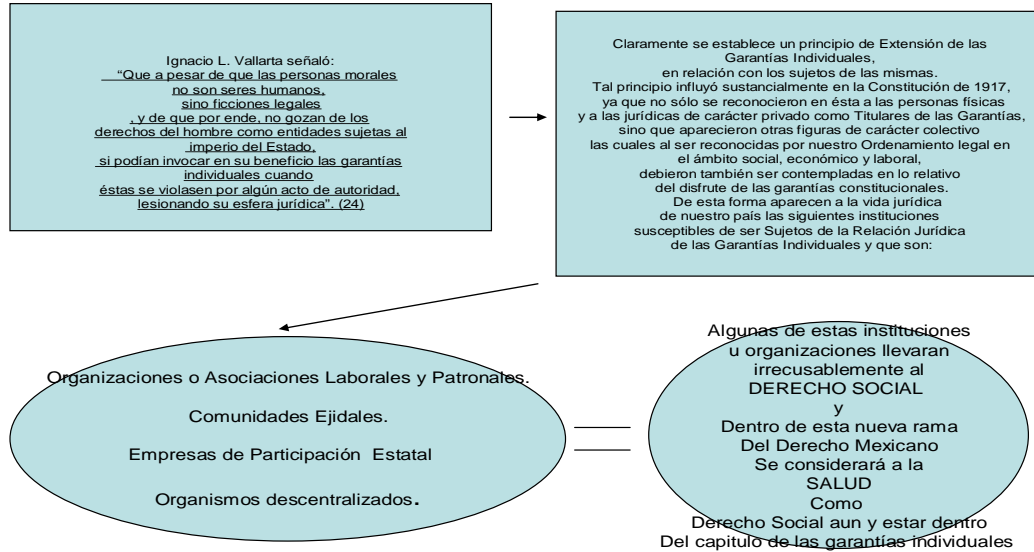 Ignacio L. Vallarta señaló:
“Que a pesar de que las personas morales
no son seres humanos,
sino ficciones legales
, y de que por ende, no gozan de los
derechos del hombre como entidades sujetas al
imperio del Estado,
si podían invocar en su beneficio las garantías
individuales cuando
éstas se violasen por algún acto de autoridad,
lesionando su esfera jurídica”. (24)
Claramente se establece un principio de Extensión de las
Garantías Individuales,
en relación con los sujetos de las mismas.
Tal principio influyó sustancialmente en la Constitución de 1917,
ya que no sólo se reconocieron en ésta a las personas físicas
y a las jurídicas de carácter privado como Titulares de las Garantías,
sino que aparecieron otras figuras de carácter colectivo
las cuales al ser reconocidas por nuestro Ordenamiento legal en
el ámbito social, económico y laboral,
debieron también ser contempladas en lo relativo
del disfrute de las garantías constitucionales.
De esta forma aparecen a la vida jurídica
de nuestro país las siguientes instituciones
susceptibles de ser Sujetos de la Relación Jurídica
de las Garantías Individuales y que son:
Organizaciones o Asociaciones Laborales y Patronales.
Comunidades Ejidales.
Empresas de Participación Estatal
Organismos descentralizados.
Algunas de estas instituciones
u organizaciones llevaran
irrecusablemente al
DERECHO SOCIAL
y
Dentro de esta nueva rama
Del Derecho Mexicano
Se considerará a la
SALUD
Como
Derecho Social aun y estar dentro
Del capitulo de las garantías individuales